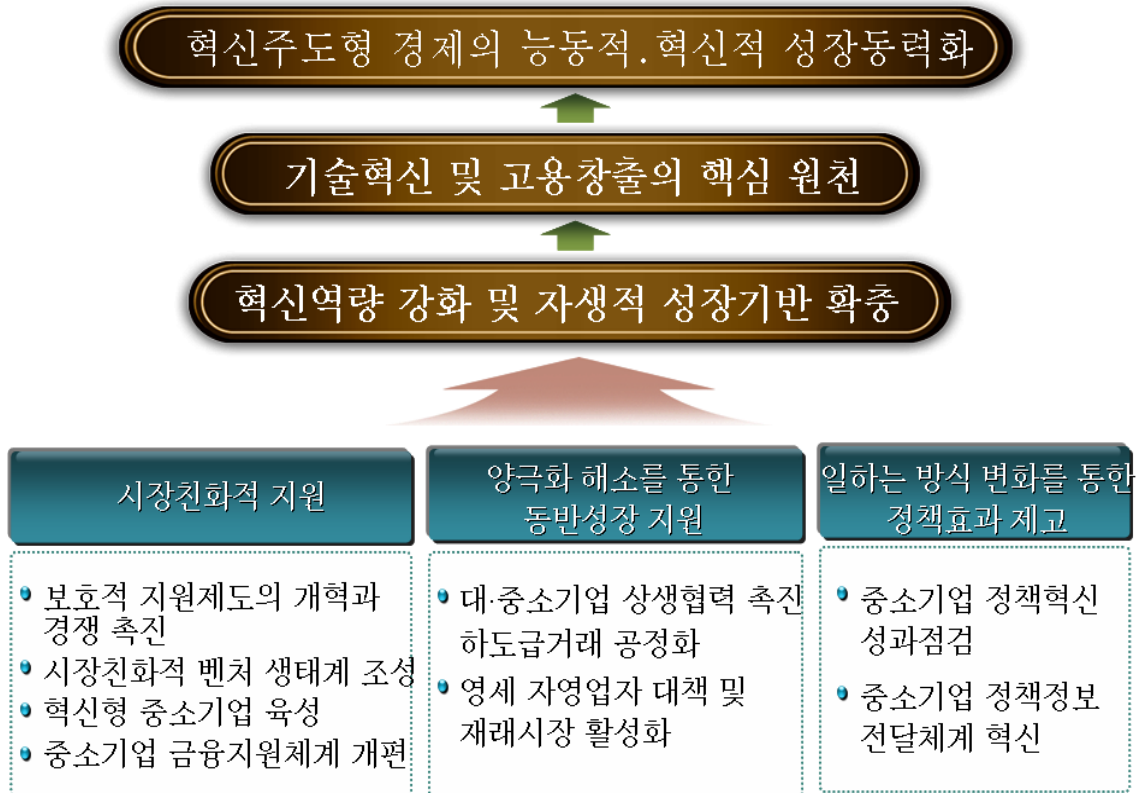 혁신주도형 경제의 능동적.혁신적 성장동력화
기술혁신 및 고용창출의 핵심 원천
혁신역량 강화 및 자생적 성장기반 확충
시장친화적 지원
보호적 지원제도의 개혁과
경쟁 촉진
시장친화적 벤처 생태계 조성
혁신형 중소기업 육성
중소기업 금융지원체계 개편
양극화 해소를 통한
동반성장 지원
대·중소기업 상생협력 촉진
하도급거래 공정화
영세 자영업자 대책 및
재래시장 활성화
일하는 방식 변화를 통한
정책효과 제고
중소기업 정책혁신
성과점검
중소기업 정책정보
전달체계 혁신